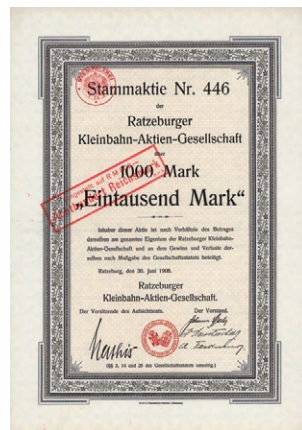 Stammaktie Nr. 446
der
Ratzeburger
Kleinbahn-Aktien-Gesellschaft
über
1000 Mark
„Eintausend Mark“
Inhaber dieser Aktie ist nach Verhältnis des Betrages
derselben am gesamten Eigentum der Ratzeburger Kleinbahn-
Aktien-Gesellschaft und an dem Gewinn und Verluste der-
selben nach Maßgabe des Gesellschaftsstatuts beteiligt.
Ratzeburg, den 30. Juni 1908.
Ratzeburger
Kleinbahn-Aktien-Gesellschaft.
Der Vorsitzende des Aufsichtsrats.
Der Vorstand.
Gesellschaftsstatuts